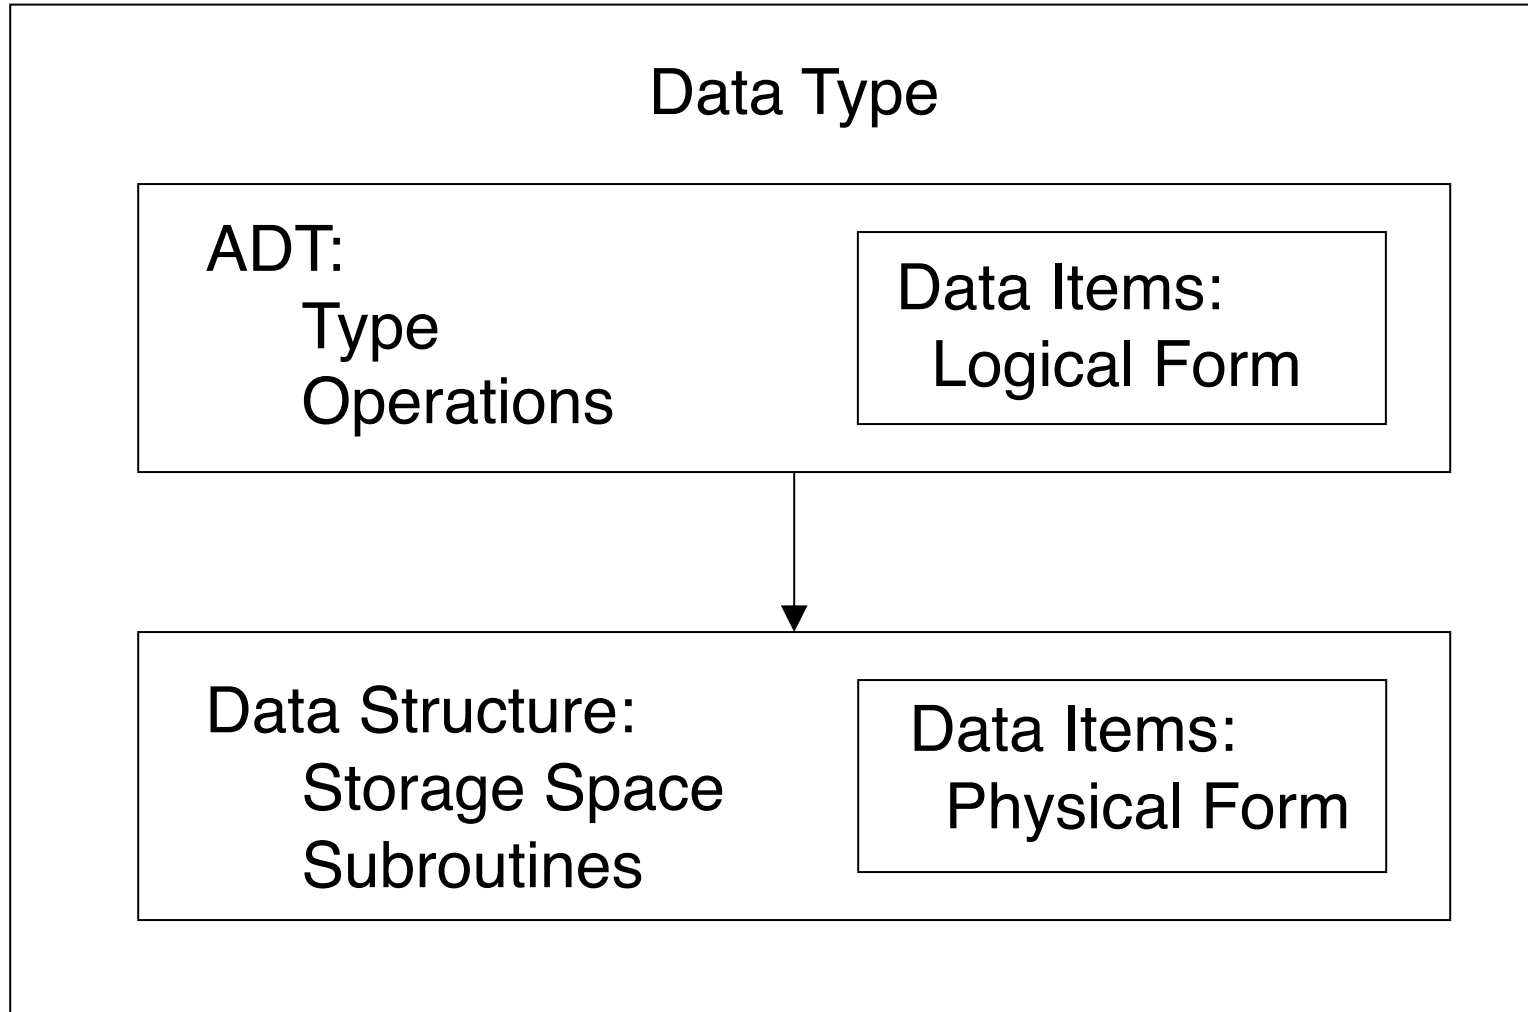 Data Type
ADT:
Type
Operations
Data Items:
Logical Form
Data Structure:
Storage Space
Subroutines
Data Items:
Physical Form